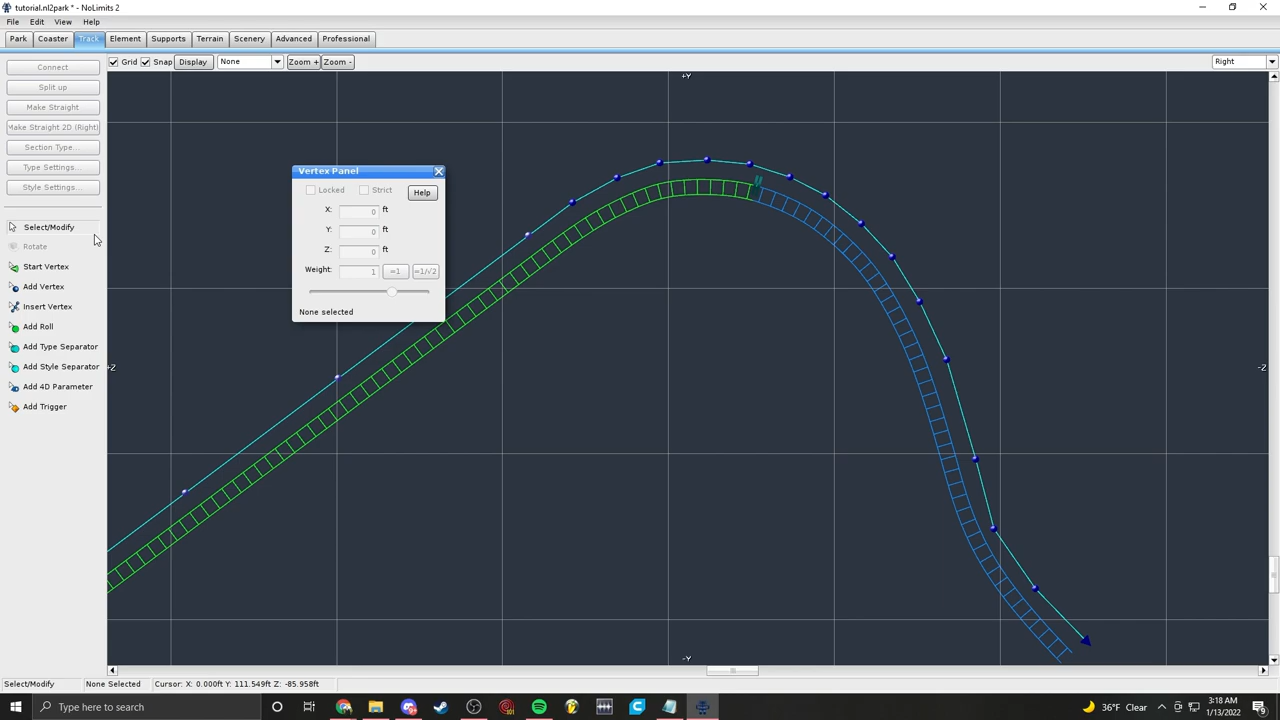 tutorial.nl2park * - NoLimits 2
File Edit View Help
Park Coaster Track Element Supports Terrain Scenery Advanced Professional
Connect
Split up
Make Straight
Make Straight 2D (Right)
Section Type...
Type Settings...
Style Settings...
Select/Modify
Rotate
Start Vertex
Add Vertex
Insert Vertex
Add Roll
Add Type Separator
Add Style Separator
Add 4D Parameter
Add Trigger
Grid Snap Display None Zoom + Zoom - Right
+Y
+Z
-Z
-Y
Vertex Panel
Locked Strict Help
X: 0 ft
Y: 0 ft
Z: 0 ft
Weight: 1 =1 =1/√2
None selected
Select/Modify None Selected Cursor: X: 0.000ft Y: 111.549ft Z: -85.958ft
Type here to search
36°F Clear
3:18 AM
1/13/2022